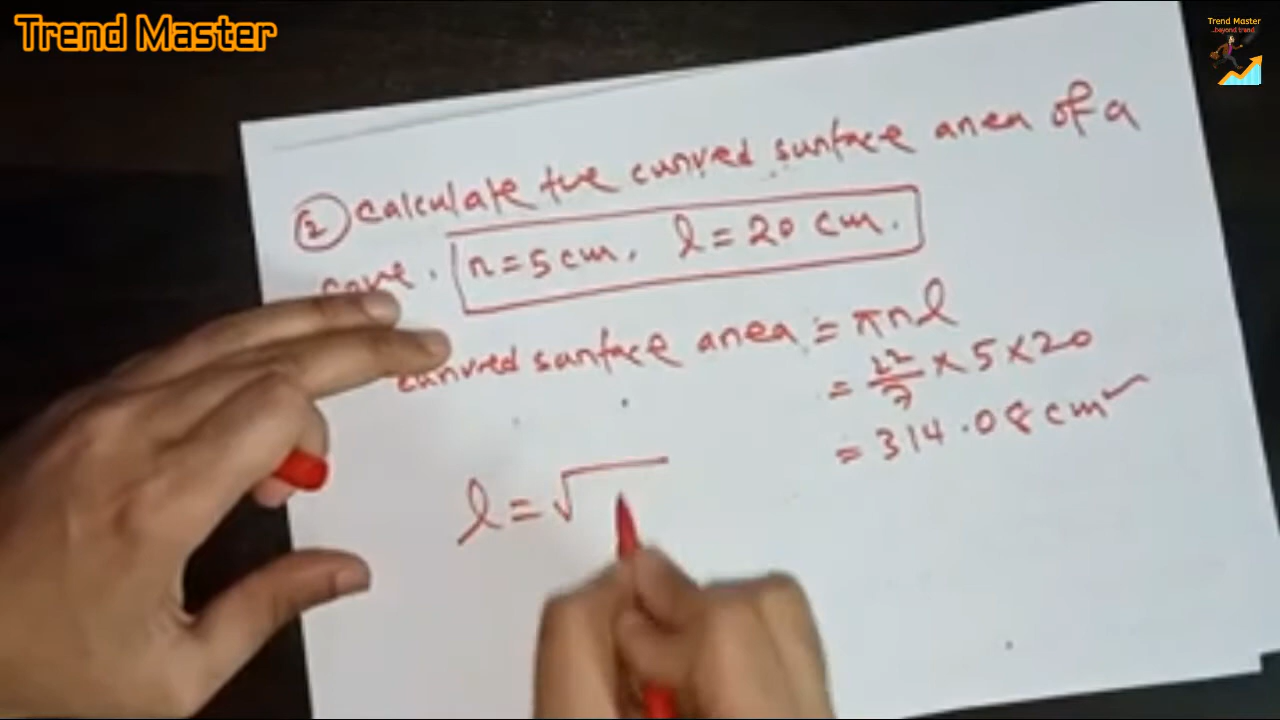 Trend Master
Trend Master
..beyond trend
② Calculate the curved surface area of a
cone. r=5 cm, l=20 cm.
curved surface area = πrl
= 22/7 × 5 × 20
= 314.08 cm²
l = √